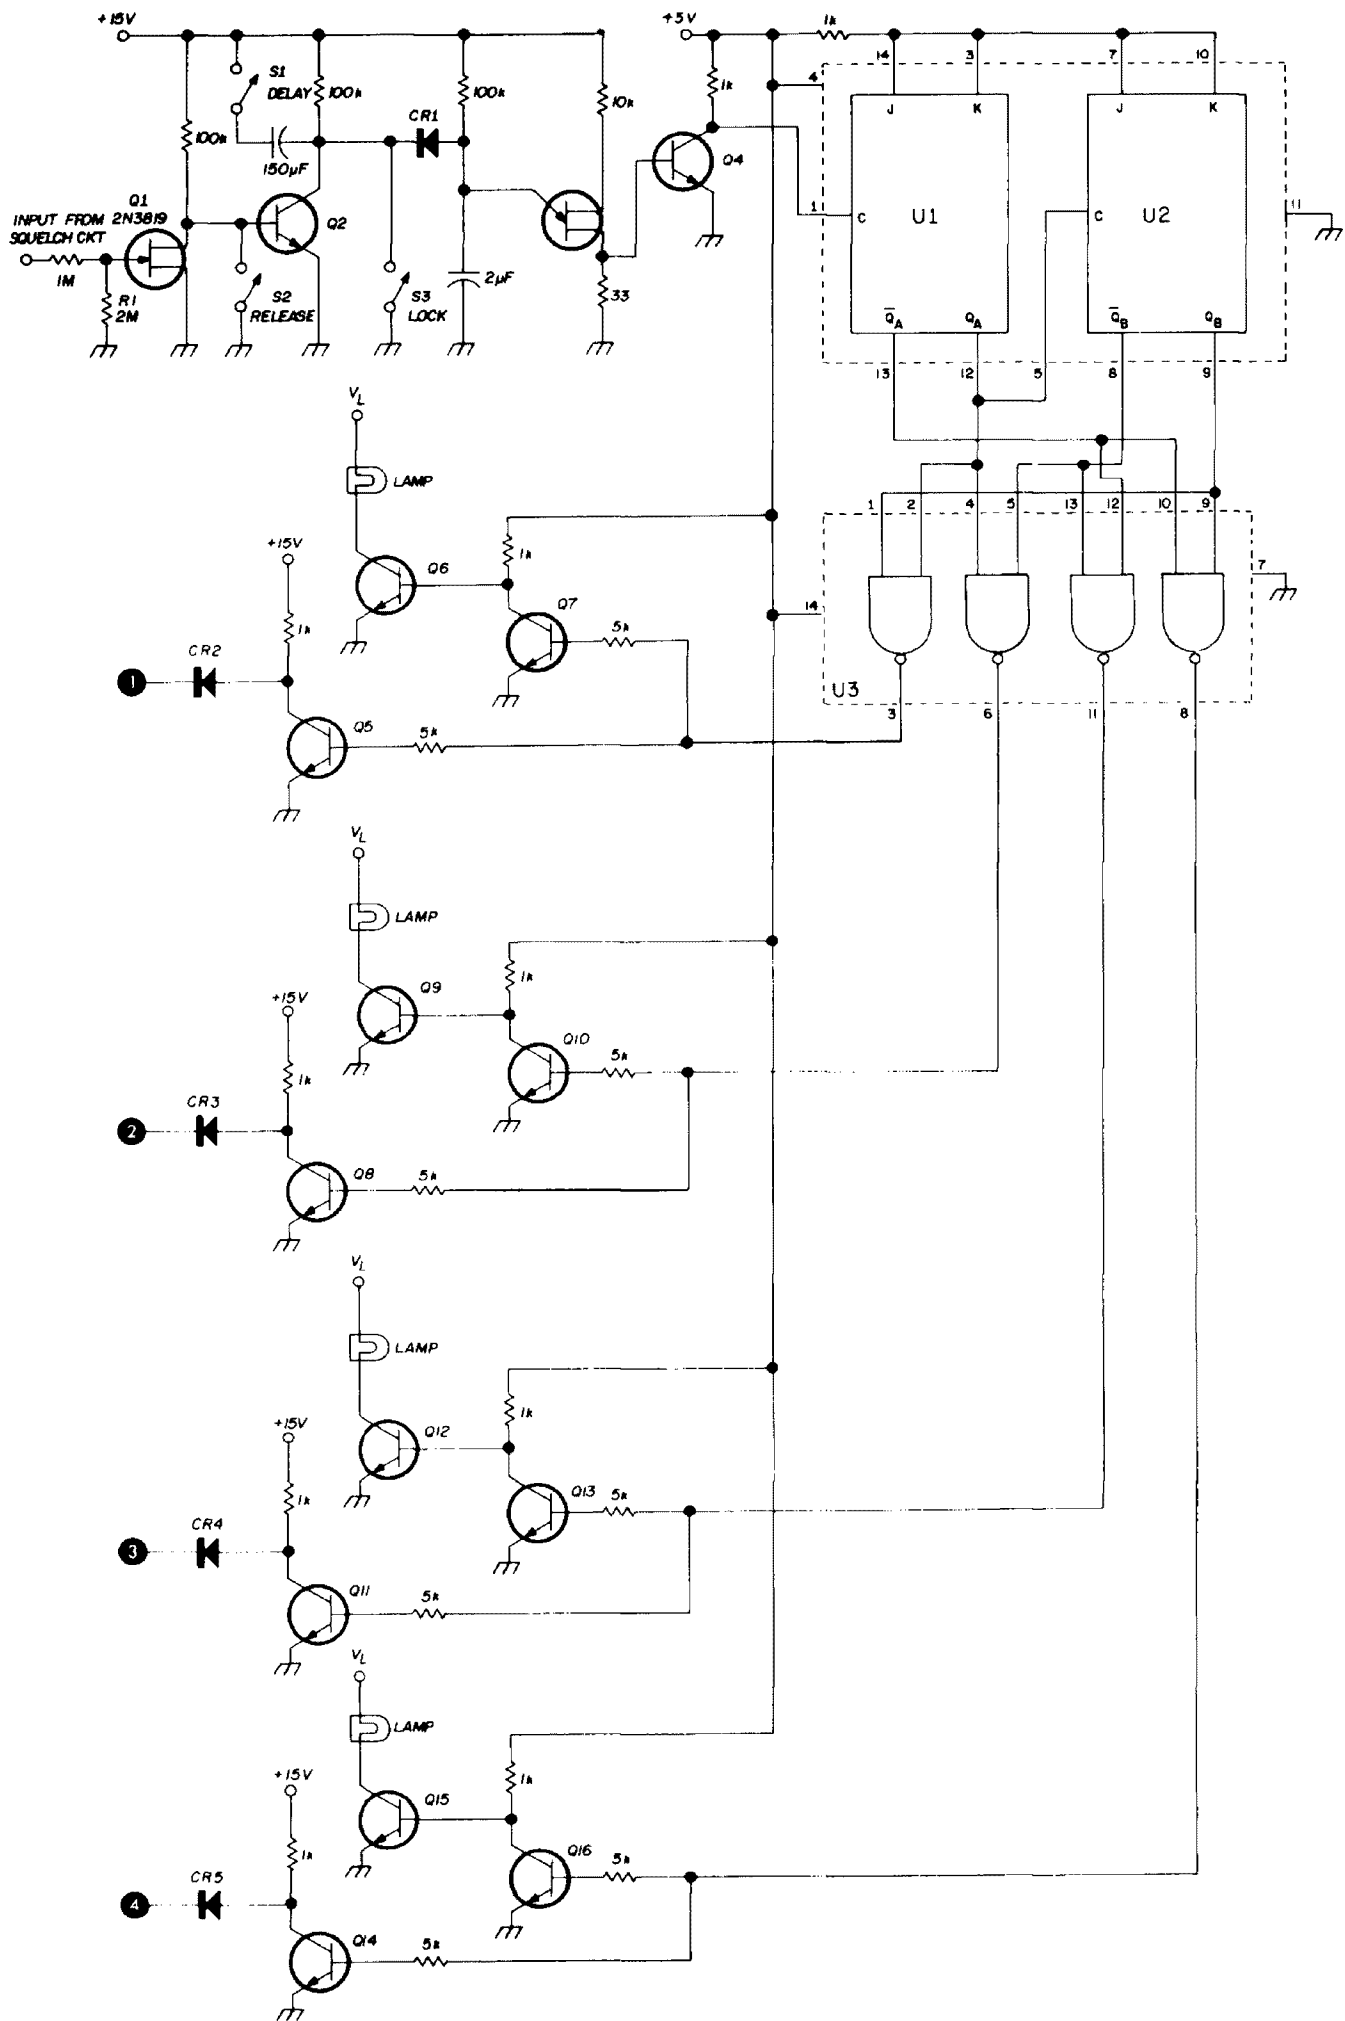 +15V
+5V
1k
14
3
7
10
S1
DELAY
100k
100k
10k
1k
4
J
K
J
K
CR1
100k
150µF
Q4
Q1
INPUT FROM 2N3819
SQUELCH CKT
Q2
1
C
U1
C
U2
11
1M
R1
2M
S2
RELEASE
S3
LOCK
2µF
33
Q̅A
QA
Q̅B
QB
13
12
5
8
9
VL
LAMP
1
2
4
5
13
12
10
9
+15V
1k
Q6
Q7
5k
14
7
1k
CR2
1
U3
3
6
11
8
Q5
5k
VL
LAMP
Q9
1k
+15V
Q10
5k
1k
CR3
2
Q8
5k
VL
LAMP
1k
+15V
Q12
Q13
5k
1k
CR4
3
Q11
5k
VL
LAMP
1k
+15V
Q15
Q16
5k
1k
CR5
4
Q14
5k